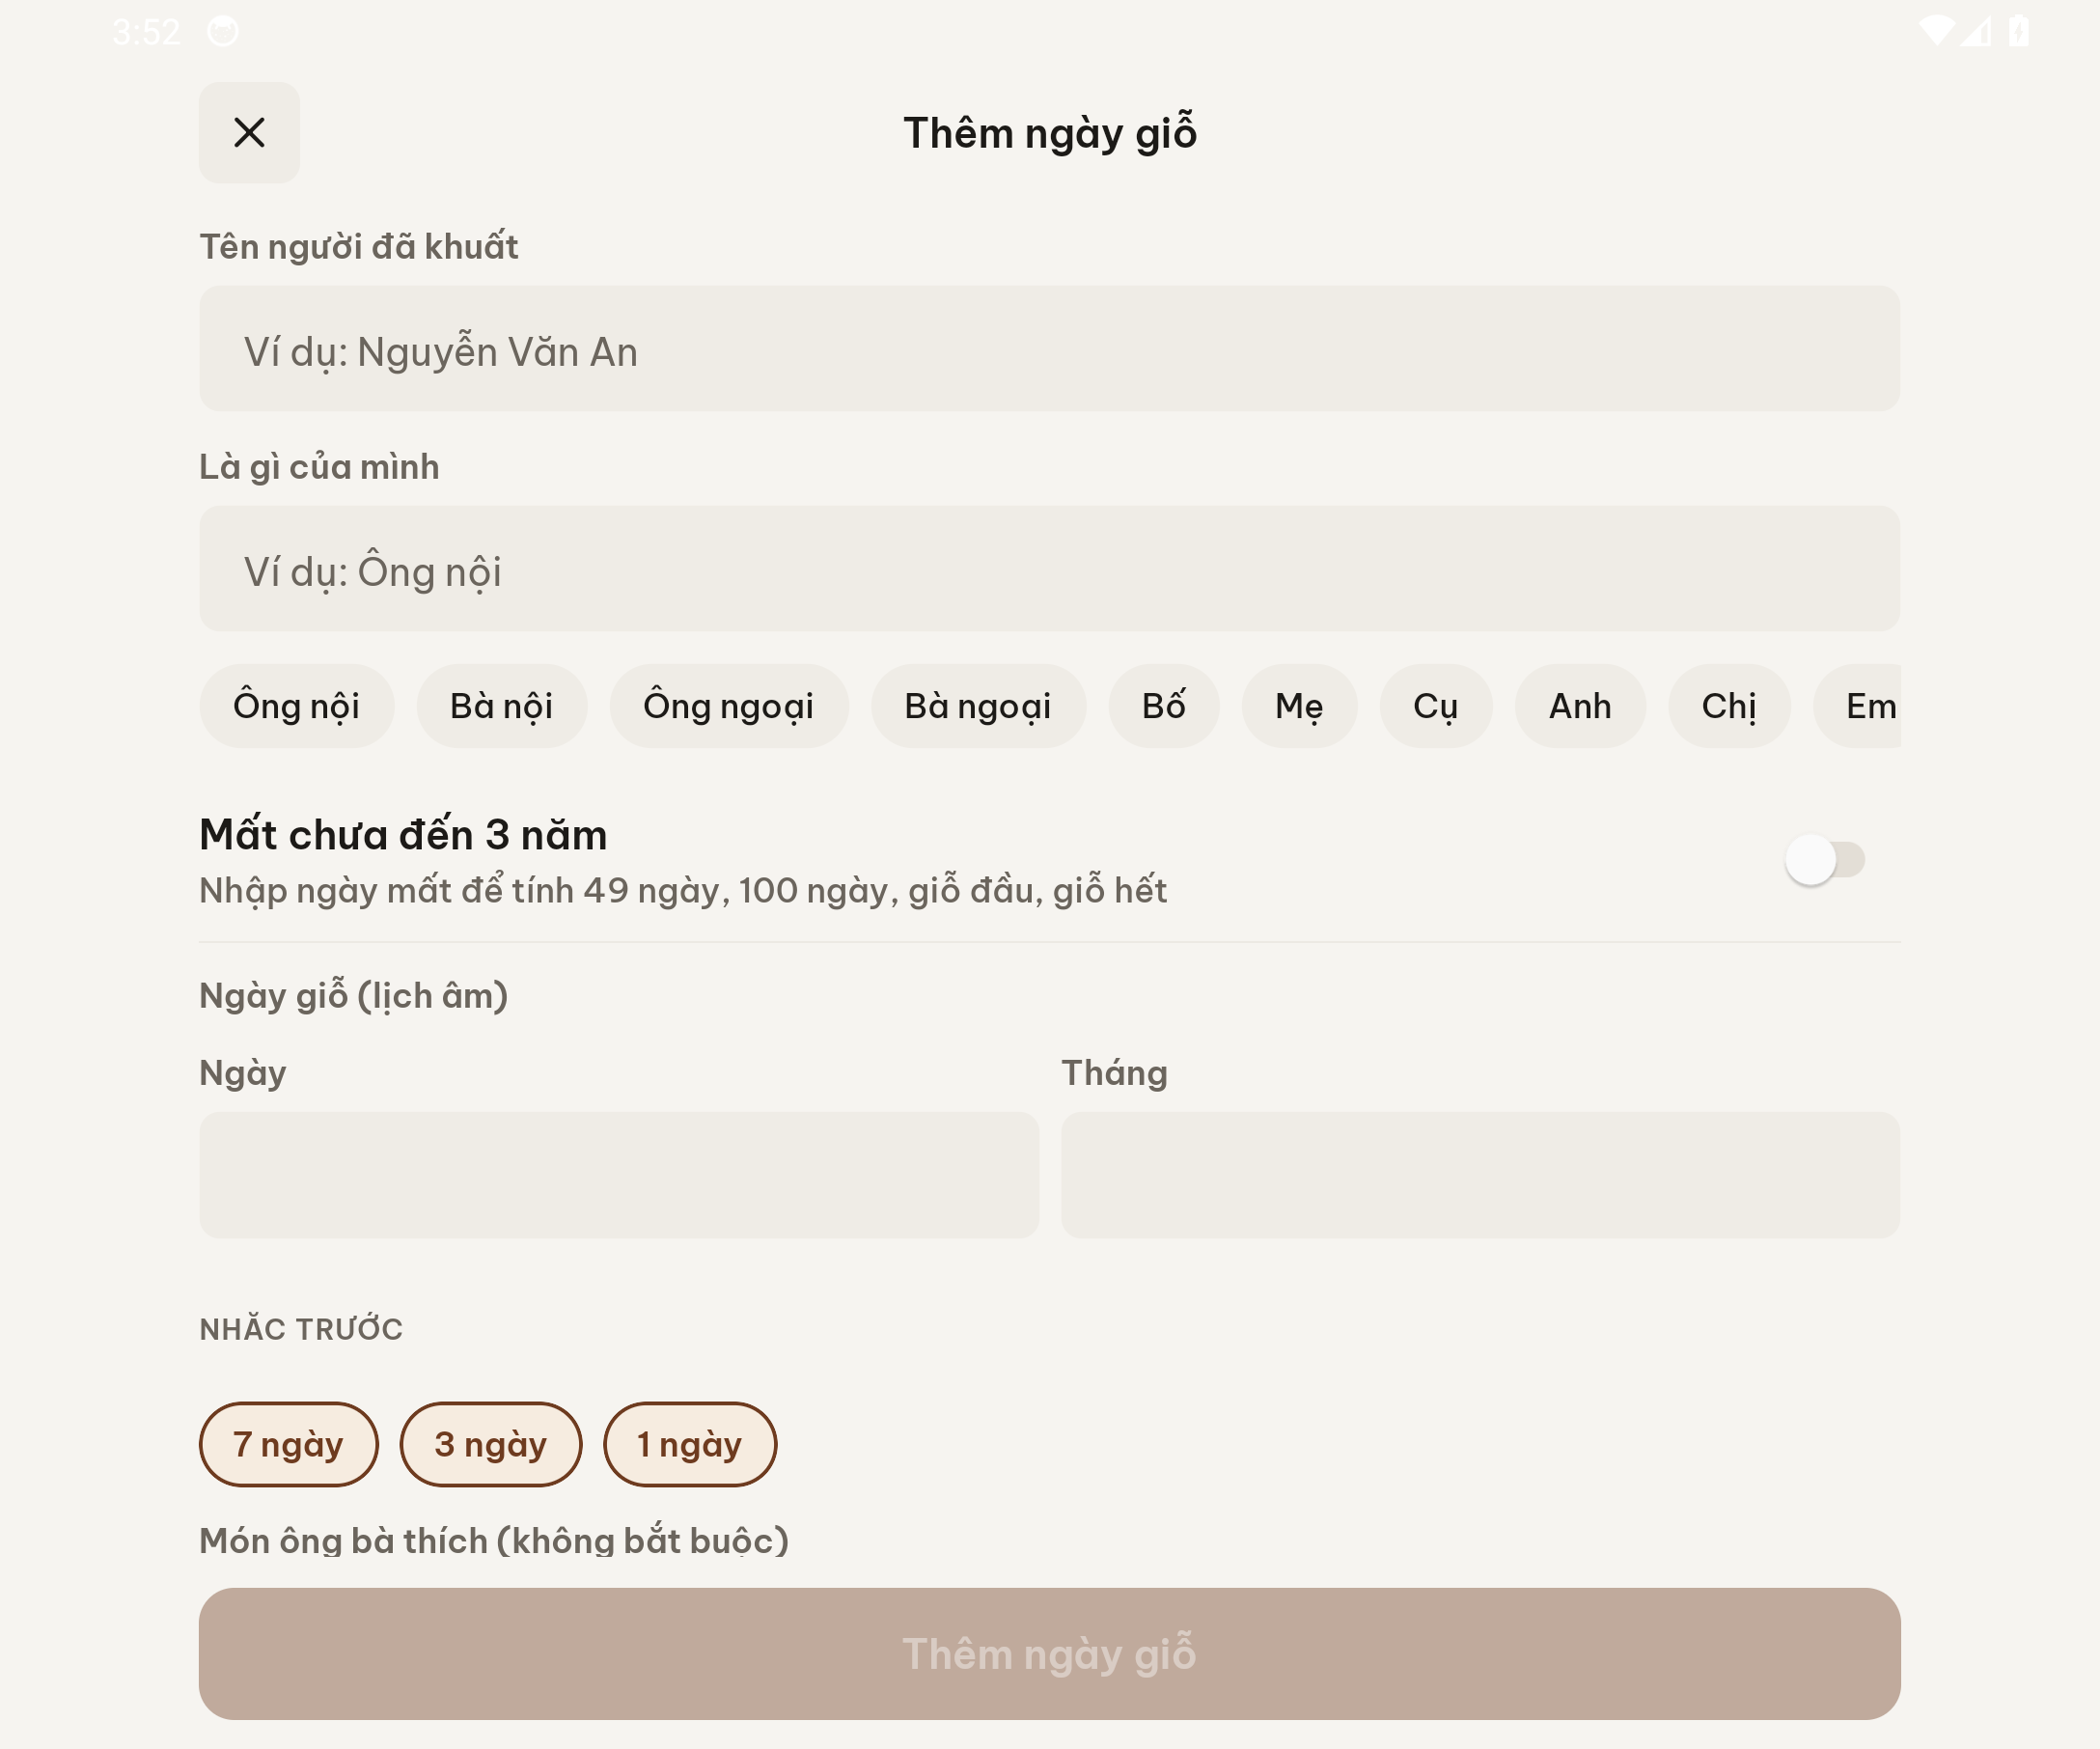 3:52
Thêm ngày giỗ
Tên người đã khuất
Ví dụ: Nguyễn Văn An
Là gì của mình
Ví dụ: Ông nội
Ông nội Bà nội Ông ngoại Bà ngoại Bố Mẹ Cụ Anh Chị Em
Mất chưa đến 3 năm
Nhập ngày mất để tính 49 ngày, 100 ngày, giỗ đầu, giỗ hết
Ngày giỗ (lịch âm)
Ngày Tháng
NHẮC TRƯỚC
7 ngày 3 ngày 1 ngày
Món ông bà thích (không bắt buộc)
Thêm ngày giỗ